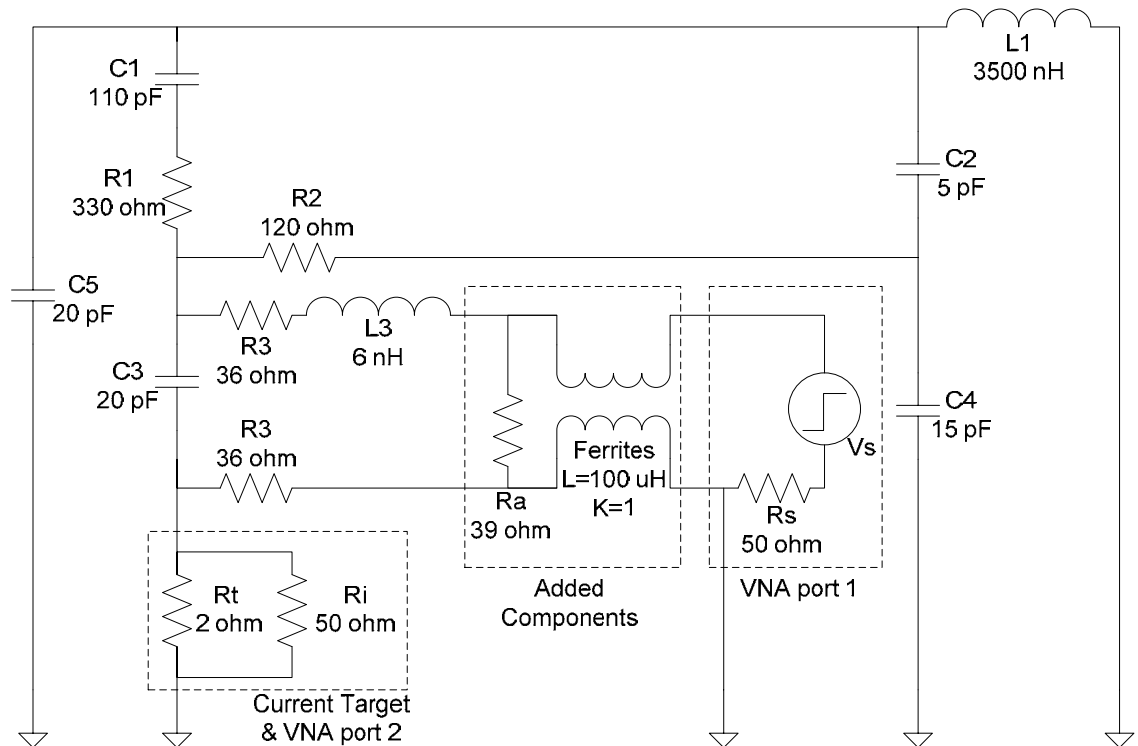 L1
3500 nH
C1
110 pF
C2
5 pF
R1
330 ohm
R2
120 ohm
C5
20 pF
R3
36 ohm
L3
6 nH
C3
20 pF
C4
15 pF
Vs
R3
36 ohm
Ferrites
L=100 uH
K=1
Ra
39 ohm
Rs
50 ohm
Added
Components
VNA port 1
Rt
2 ohm
Ri
50 ohm
Current Target
& VNA port 2